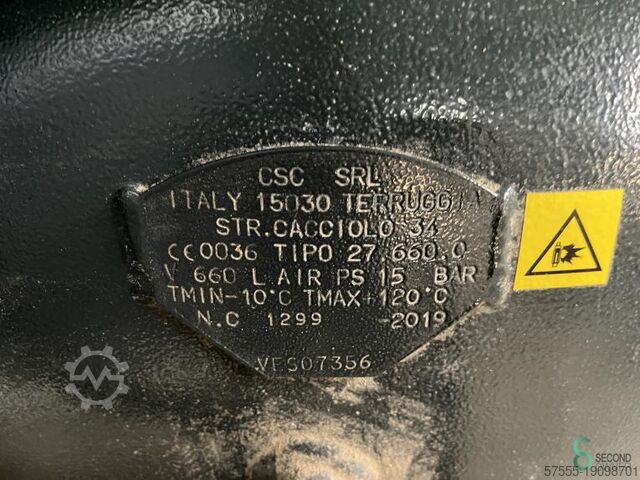 CSC SRL
ITALY 15030 TERRUGGIA
STR.CACCIOLO 34
CE0036 TIPO 27.660.0
V 660 L.AIR PS 15 BAR
TMIN-10°C TMAX+120°C
N.C 1299 -2019
VES07356
SECOND
57555-19098701